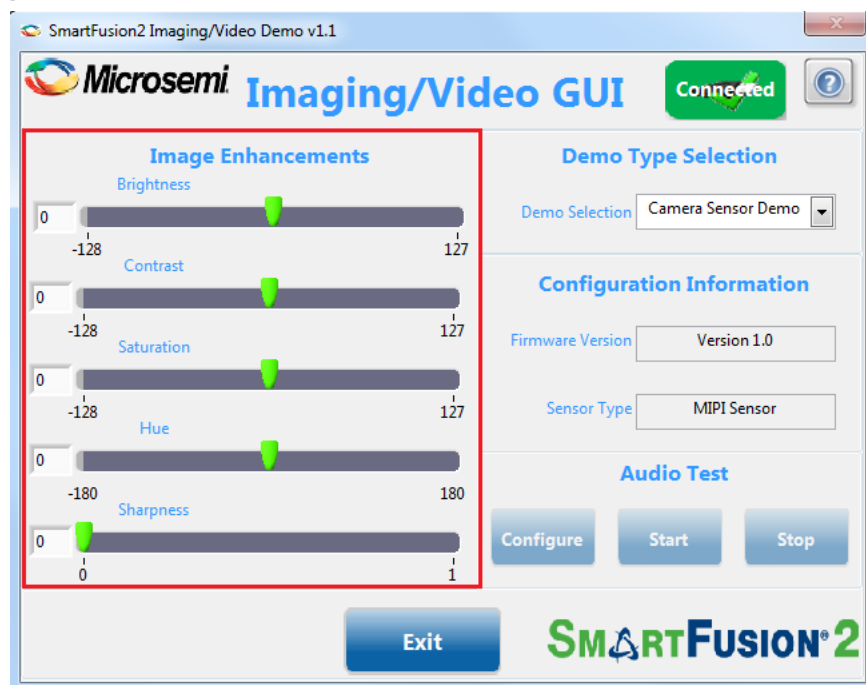 SmartFusion2 Imaging/Video Demo v1.1
Microsemi Imaging/Video GUI Connected
Image Enhancements
Brightness
0
-128 127
Contrast
0
-128 127
Saturation
0
-128 127
Hue
0
-180 180
Sharpness
0
0 1
Demo Type Selection
Demo Selection Camera Sensor Demo
Configuration Information
Firmware Version Version 1.0
Sensor Type MIPI Sensor
Audio Test
Configure Start Stop
Exit
SMARTFUSION® 2